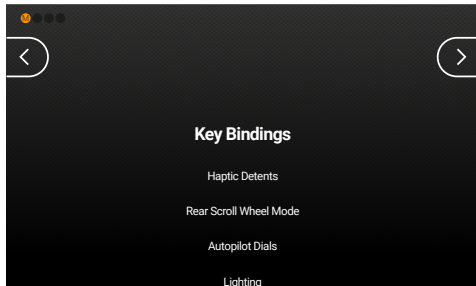 M
Key Bindings
Haptic Detents
Rear Scroll Wheel Mode
Autopilot Dials
Lighting